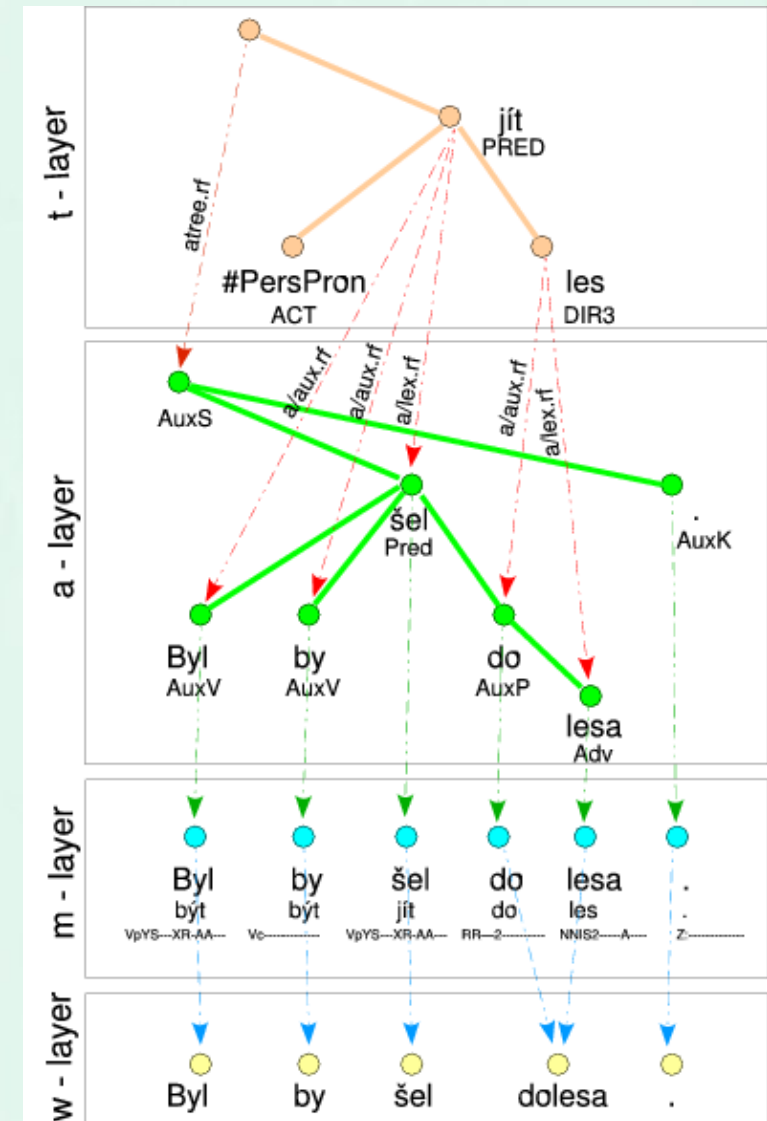 t - layer
jít
PRED
atree.rf
#PersPron
ACT
les
DIR3
a - layer
a/aux.rf
a/aux.rf
a/lex.rf
a/aux.rf
a/lex.rf
AuxS
šel
Pred
.
AuxK
Byl
AuxV
by
AuxV
do
AuxP
lesa
Adv
m - layer
Byl by šel do lesa .
být být jít do les .
VpYS---XR-AA--- Vc------------- VpYS---XR-AA--- RR---2---------- NNIS2-----A---- Z:-------------
w - layer
Byl by šel dolesa .